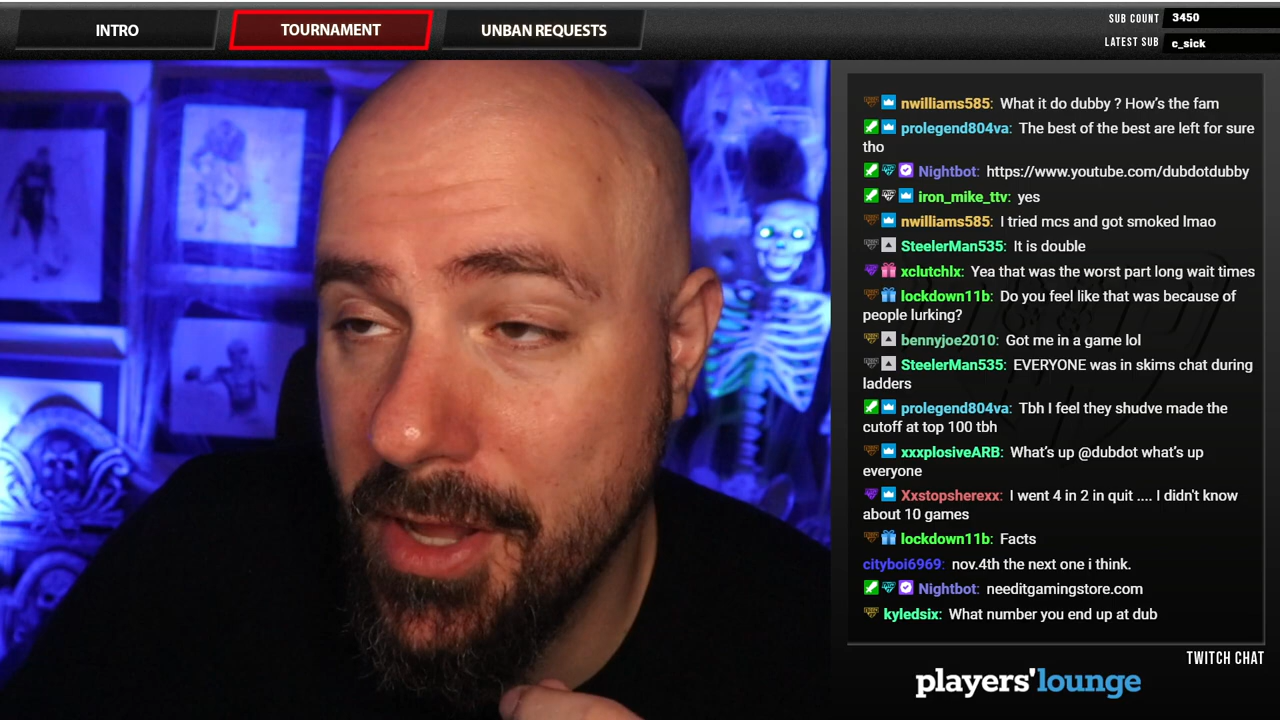 INTRO
TOURNAMENT
UNBAN REQUESTS
SUB COUNT 3450
LATEST SUB c_sick
nwilliams585: What it do dubby ? How's the fam
prolegend804va: The best of the best are left for sure
tho
Nightbot: https://www.youtube.com/dubdotdubby
iron_mike_ttv: yes
nwilliams585: I tried mcs and got smoked lmao
SteelerMan535: It is double
xclutchlx: Yea that was the worst part long wait times
lockdown11b: Do you feel like that was because of
people lurking?
bennyjoe2010: Got me in a game lol
SteelerMan535: EVERYONE was in skims chat during
ladders
prolegend804va: Tbh I feel they shudve made the
cutoff at top 100 tbh
xxxplosiveARB: What's up @dubdot what's up
everyone
Xxstopsherexx: I went 4 in 2 in quit .... I didn't know
about 10 games
lockdown11b: Facts
cityboi6969: nov.4th the next one i think.
Nightbot: needitgamingstore.com
kyledsix: What number you end up at dub
TWITCH CHAT
players'lounge